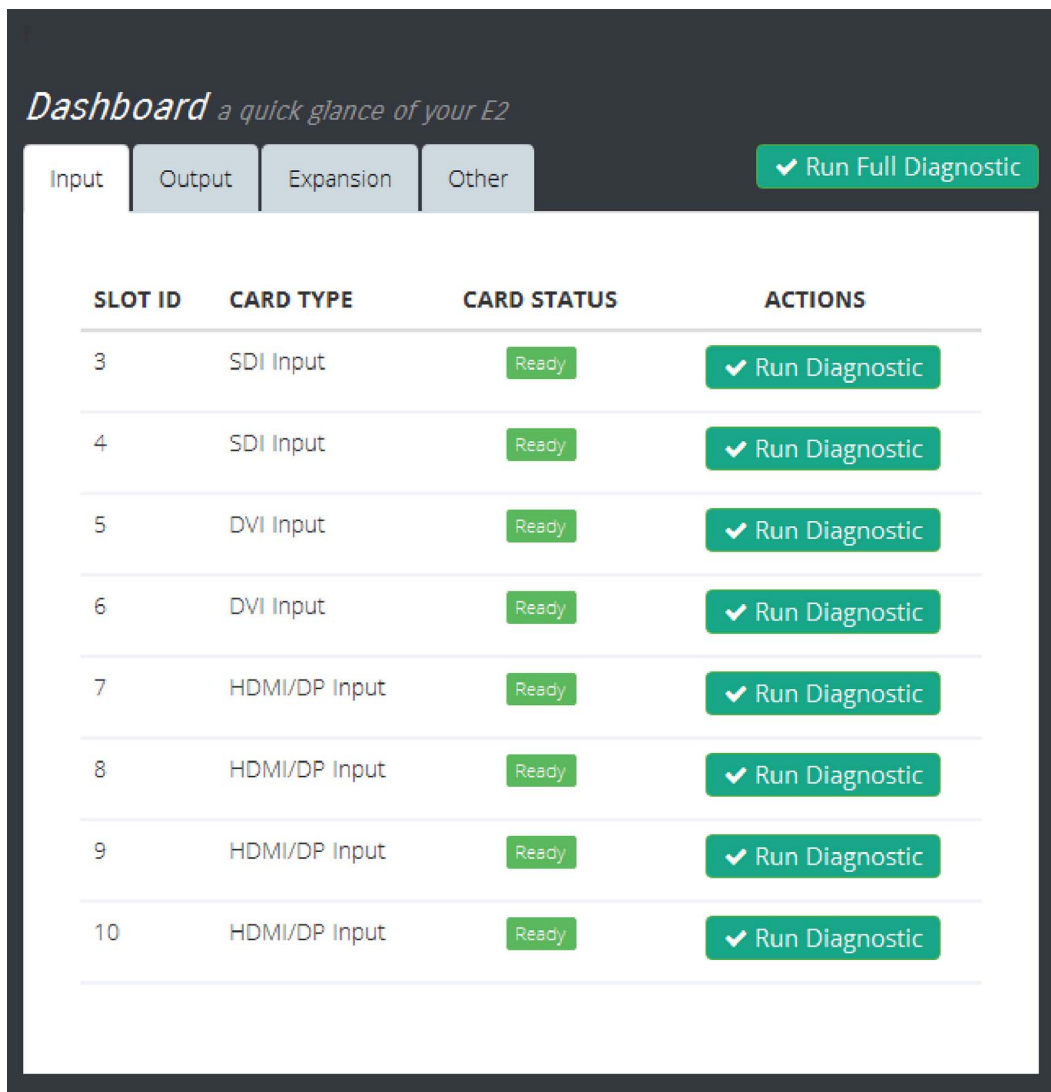 Dashboard a quick glance of your E2
Input Output Expansion Other Run Full Diagnostic
SLOT ID CARD TYPE CARD STATUS ACTIONS
3 SDI Input Ready Run Diagnostic
4 SDI Input Ready Run Diagnostic
5 DVI Input Ready Run Diagnostic
6 DVI Input Ready Run Diagnostic
7 HDMI/DP Input Ready Run Diagnostic
8 HDMI/DP Input Ready Run Diagnostic
9 HDMI/DP Input Ready Run Diagnostic
10 HDMI/DP Input Ready Run Diagnostic